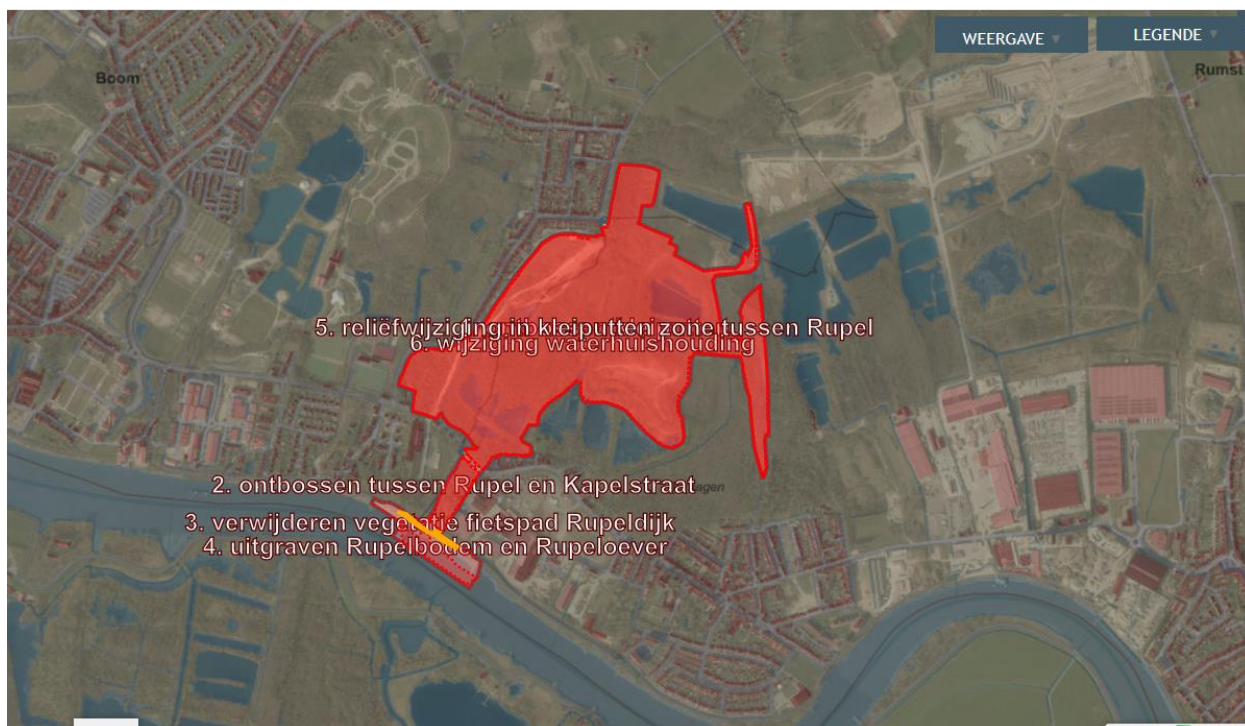 WEERGAVE
LEGENDE
Boom
Rumst
5. reliëfwijziging in kleiputten zone tussen Rupel
6. wijziging waterhuishouding
2. ontbossen tussen Rupel en Kapelstraat
agen
3. verwijderen vegetatie fietspad Rupeldijk
4. uitgraven Rupelbodem en Rupeloever